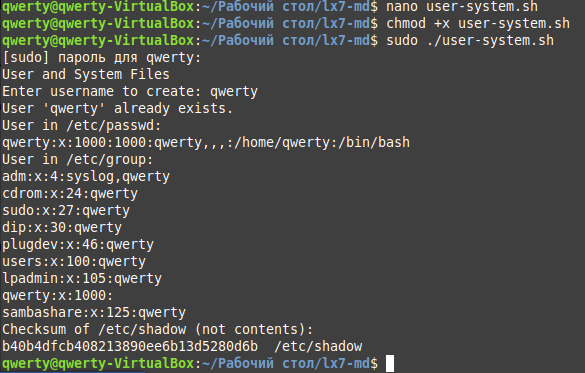 qwerty@qwerty-VirtualBox:~/Рабочий стол/lx7-md$ nano user-system.sh
qwerty@qwerty-VirtualBox:~/Рабочий стол/lx7-md$ chmod +x user-system.sh
qwerty@qwerty-VirtualBox:~/Рабочий стол/lx7-md$ sudo ./user-system.sh
[sudo] пароль для qwerty:
User and System Files
Enter username to create: qwerty
User 'qwerty' already exists.
User in /etc/passwd:
qwerty:x:1000:1000:qwerty,,,:/home/qwerty:/bin/bash
User in /etc/group:
adm:x:4:syslog,qwerty
cdrom:x:24:qwerty
sudo:x:27:qwerty
dip:x:30:qwerty
plugdev:x:46:qwerty
users:x:100:qwerty
lpadmin:x:105:qwerty
qwerty:x:1000:
sambashare:x:125:qwerty
Checksum of /etc/shadow (not contents):
b40b4dfcb408213890ee6b13d5280d6b  /etc/shadow
qwerty@qwerty-VirtualBox:~/Рабочий стол/lx7-md$